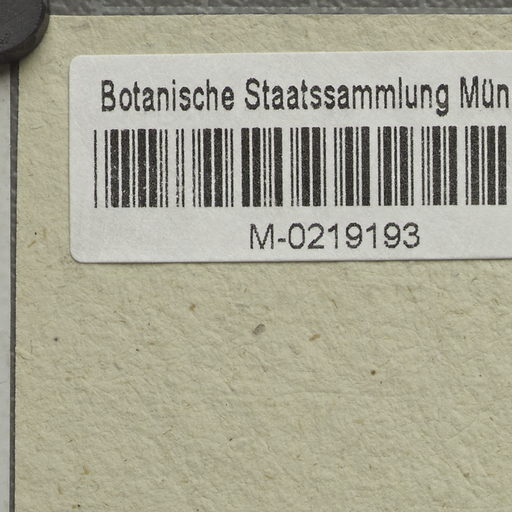 Botanische Staatssammlung Mün
M-0219193